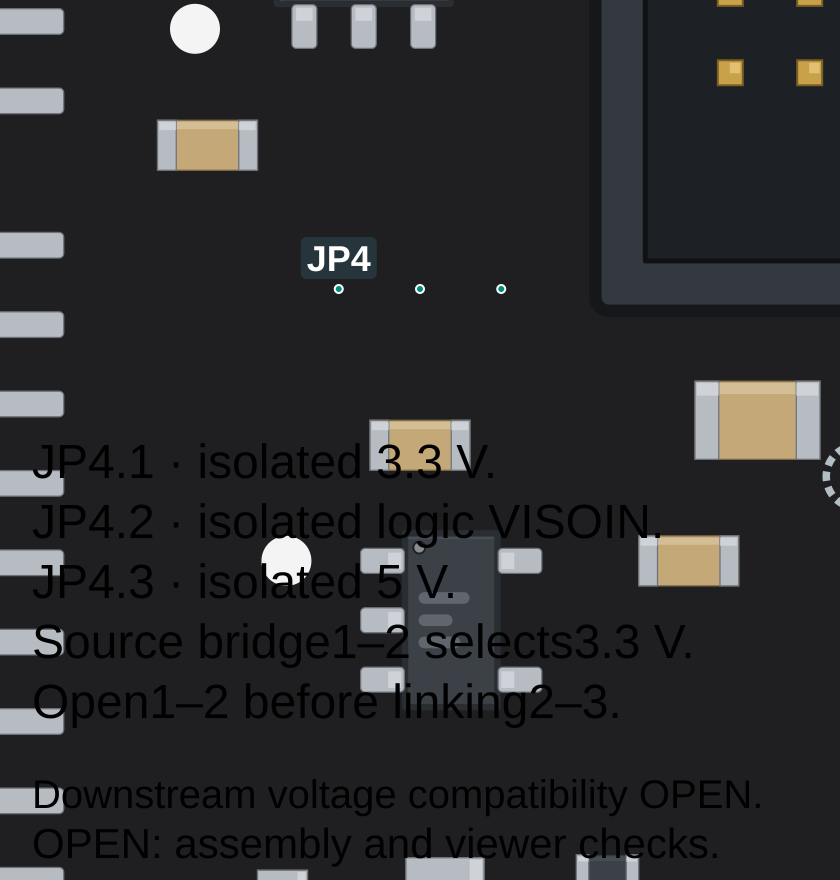 JP4
JP4.1 · isolated 3.3 V.
JP4.2 · isolated logic VISOIN.
JP4.3 · isolated 5 V.
Source bridge1–2 selects3.3 V.
Open1–2 before linking2–3.
Downstream voltage compatibility OPEN.
OPEN: assembly and viewer checks.